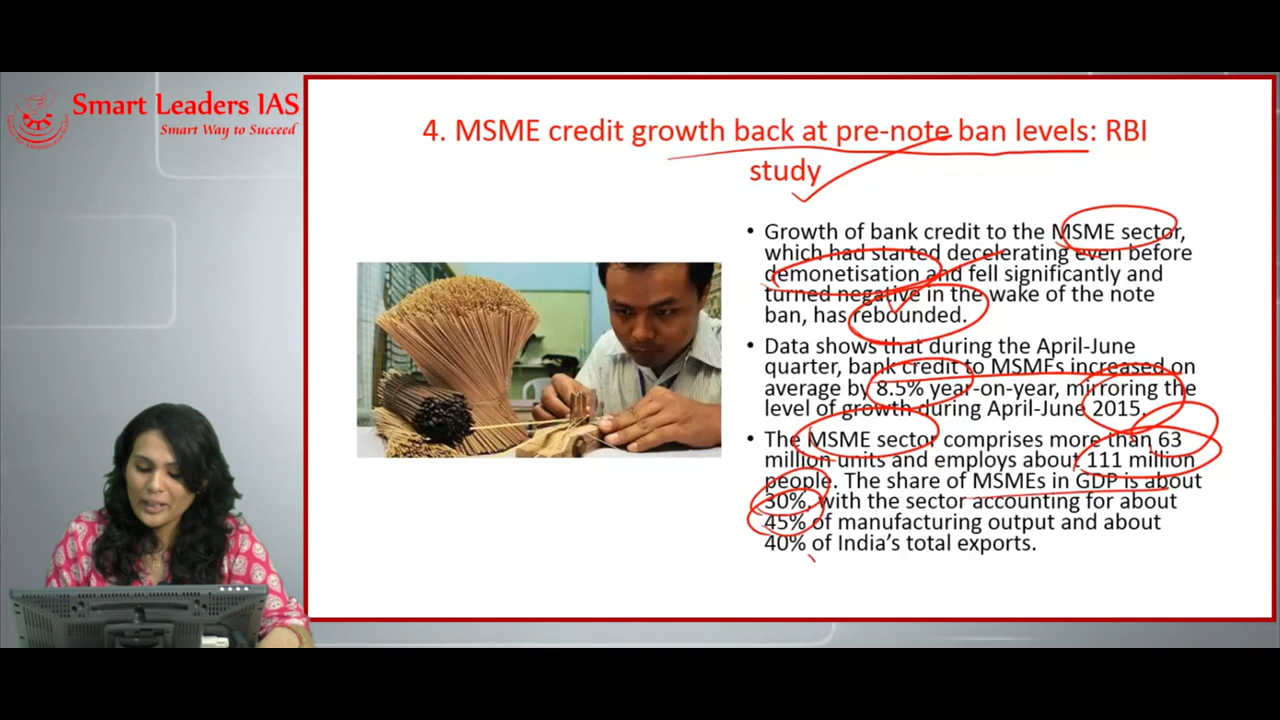 Smart Leaders IAS
Smart Way to Succeed
4. MSME credit growth back at pre-note ban levels: RBI
study
• Growth of bank credit to the MSME sector,
which had started decelerating even before
demonetisation and fell significantly and
turned negative in the wake of the note
ban, has rebounded.
• Data shows that during the April-June
quarter, bank credit to MSMEs increased on
average by 8.5% year-on-year, mirroring the
level of growth during April-June 2015.
• The MSME sector comprises more than 63
million units and employs about 111 million
people. The share of MSMEs in GDP is about
30%, with the sector accounting for about
45% of manufacturing output and about
40% of India's total exports.